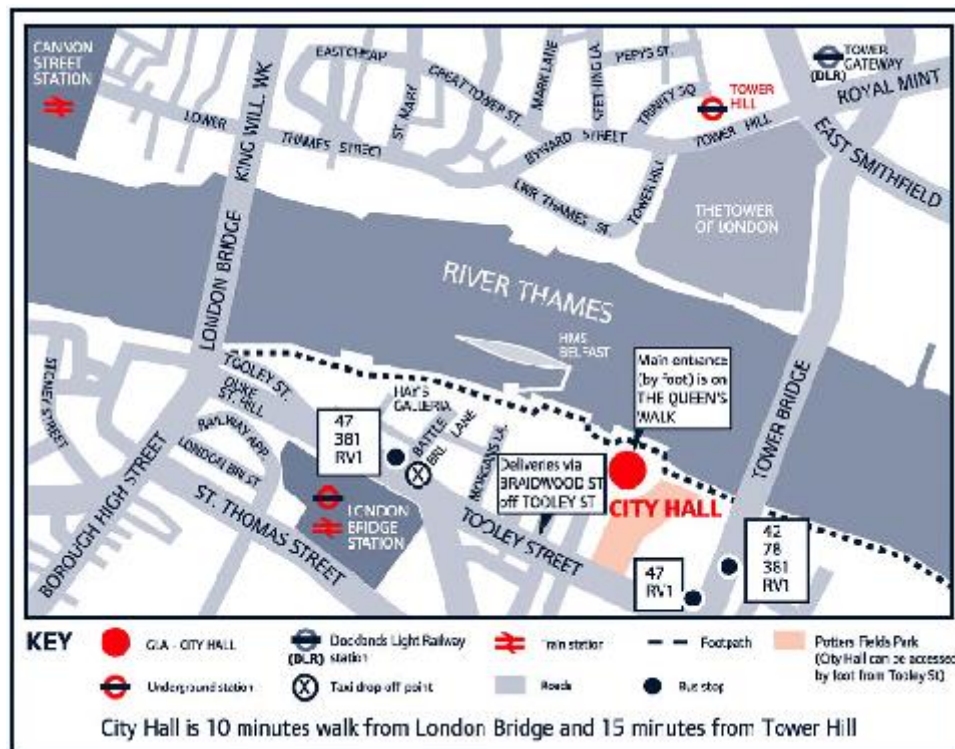 CANNON
STREET
STATION
EASTCHEAP
GREAT TOWER ST.
MARK LANE
SEETHING LA.
PEPYS ST.
TRINITY SQ
TOWER
HILL
TOWER
GATEWAY
(DLR)
ROYAL MINT
EAST SMITHFIELD
KING WILL. WK
LOWER
THAMES STREET
ST. MARY
BYWARD STREET
TOWER HILL
TOWER HILL
LWR THAMES ST.
THE TOWER
OF LONDON
LONDON BRIDGE
RIVER THAMES
HMS
BELFAST
TOWER BRIDGE
Main entrance
(by foot) is on
THE QUEEN'S
WALK
TOOLEY ST.
DUKE
ST. HILL
HAY'S
GALLERIA
BATTLE
BRI. LANE
MORGANS LA.
RAILWAY APP.
LONDON BRI ST
BOROUGH HIGH STREET
ST. THOMAS STREET
47
381
RV1
LONDON
BRIDGE
STATION
Deliveries via
BRAIDWOOD ST
off TOOLEY ST
CITY HALL
TOOLEY STREET
47
RV1
42
78
381
RV1
KEY
GLA - CITY HALL
Docklands Light Railway
(DLR) station
Train station
Footpath
Potters Fields Park
(City Hall can be accessed
by foot from Tooley St)
Underground station
Taxi drop off point
Roads
Bus stop
City Hall is 10 minutes walk from London Bridge and 15 minutes from Tower Hill